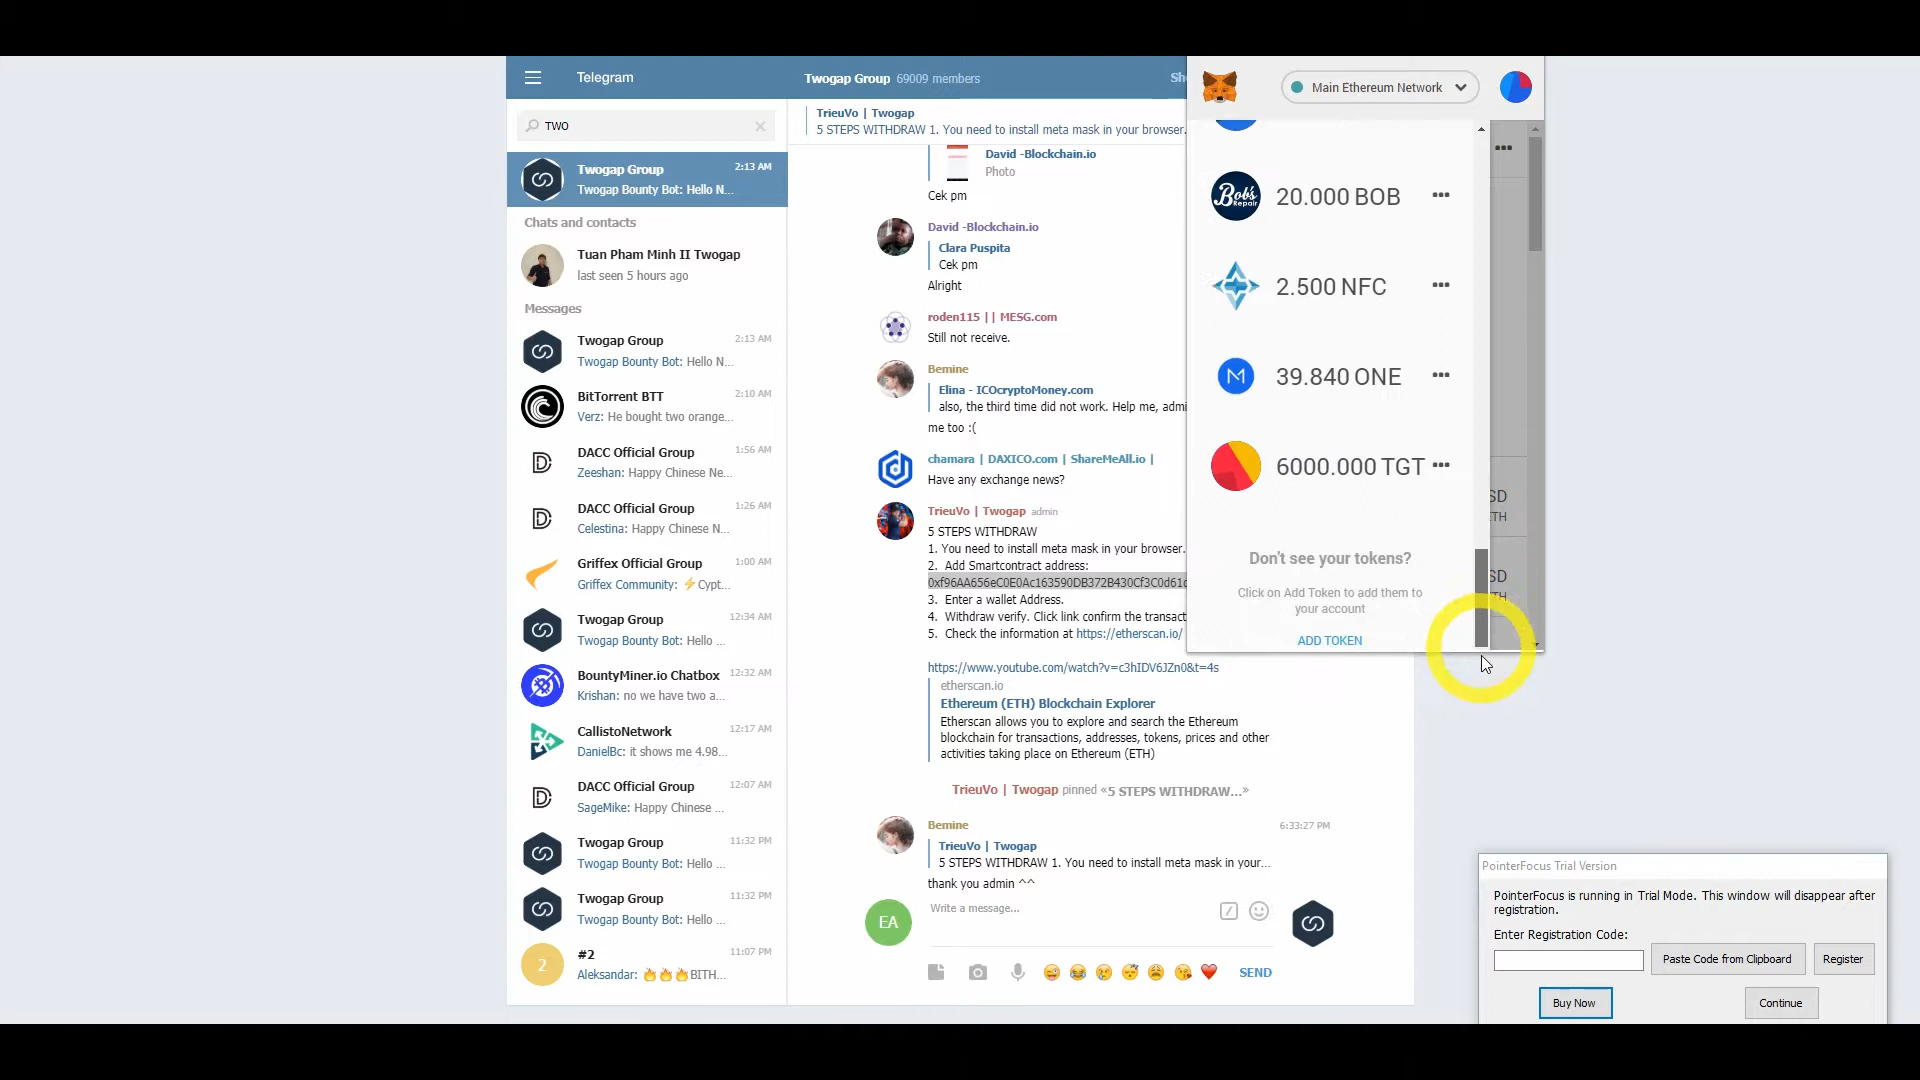 Telegram
TWO
Twogap Group
2:13 AM
Twogap Bounty Bot: Hello N...
Chats and contacts
Tuan Pham Minh II Twogap
last seen 5 hours ago
Messages
Twogap Group
2:13 AM
Twogap Bounty Bot: Hello N...
BitTorrent BTT
2:10 AM
Verz: He bought two orange...
DACC Official Group
1:56 AM
Zeeshan: Happy Chinese Ne...
DACC Official Group
1:26 AM
Celestina: Happy Chinese N...
Griffex Official Group
1:00 AM
Griffex Community: ⚡Cypt...
Twogap Group
12:34 AM
Twogap Bounty Bot: Hello ...
BountyMiner.io Chatbox
12:32 AM
Krishan: no we have two a...
CallistoNetwork
12:17 AM
DanielBc: it shows me 4.98...
DACC Official Group
12:07 AM
SageMike: Happy Chinese ...
Twogap Group
11:32 PM
Twogap Bounty Bot: Hello ...
Twogap Group
11:32 PM
Twogap Bounty Bot: Hello ...
2
#2
11:07 PM
Aleksandar: 🔥🔥🔥BITH...
Twogap Group 69009 members
TrieuVo | Twogap
5 STEPS WITHDRAW 1. You need to install meta mask in your browser.
David -Blockchain.io
Photo
Cek pm
David -Blockchain.io
Clara Puspita
Cek pm
Alright
roden115 || MESG.com
Still not receive.
Bemine
Elina - ICOcryptoMoney.com
also, the third time did not work. Help me, admi
me too :(
chamara | DAXICO.com | ShareMeAll.io |
Have any exchange news?
TrieuVo | Twogap admin
5 STEPS WITHDRAW
1. You need to install meta mask in your browser.
2. Add Smartcontract address:
0xf96AA656eC0E0Ac163590DB372B430Cf3C0d61
3. Enter a wallet Address.
4. Withdraw verify. Click link confirm the transact
5. Check the information at https://etherscan.io/
https://www.youtube.com/watch?v=c3hIDV6JZn0&t=4s
etherscan.io
Ethereum (ETH) Blockchain Explorer
Etherscan allows you to explore and search the Ethereum
blockchain for transactions, addresses, tokens, prices and other
activities taking place on Ethereum (ETH)
TrieuVo | Twogap pinned «5 STEPS WITHDRAW...»
Bemine
6:33:27 PM
TrieuVo | Twogap
5 STEPS WITHDRAW 1. You need to install meta mask in your...
thank you admin ^^
EA
Write a message...
SEND
Main Ethereum Network
Bob's Repair
20.000 BOB
2.500 NFC
39.840 ONE
6000.000 TGT
Don't see your tokens?
Click on Add Token to add them to
your account
ADD TOKEN
SD
TH
SD
TH
PointerFocus Trial Version
PointerFocus is running in Trial Mode. This window will disappear after
registration.
Enter Registration Code:
Paste Code from Clipboard
Register
Buy Now
Continue